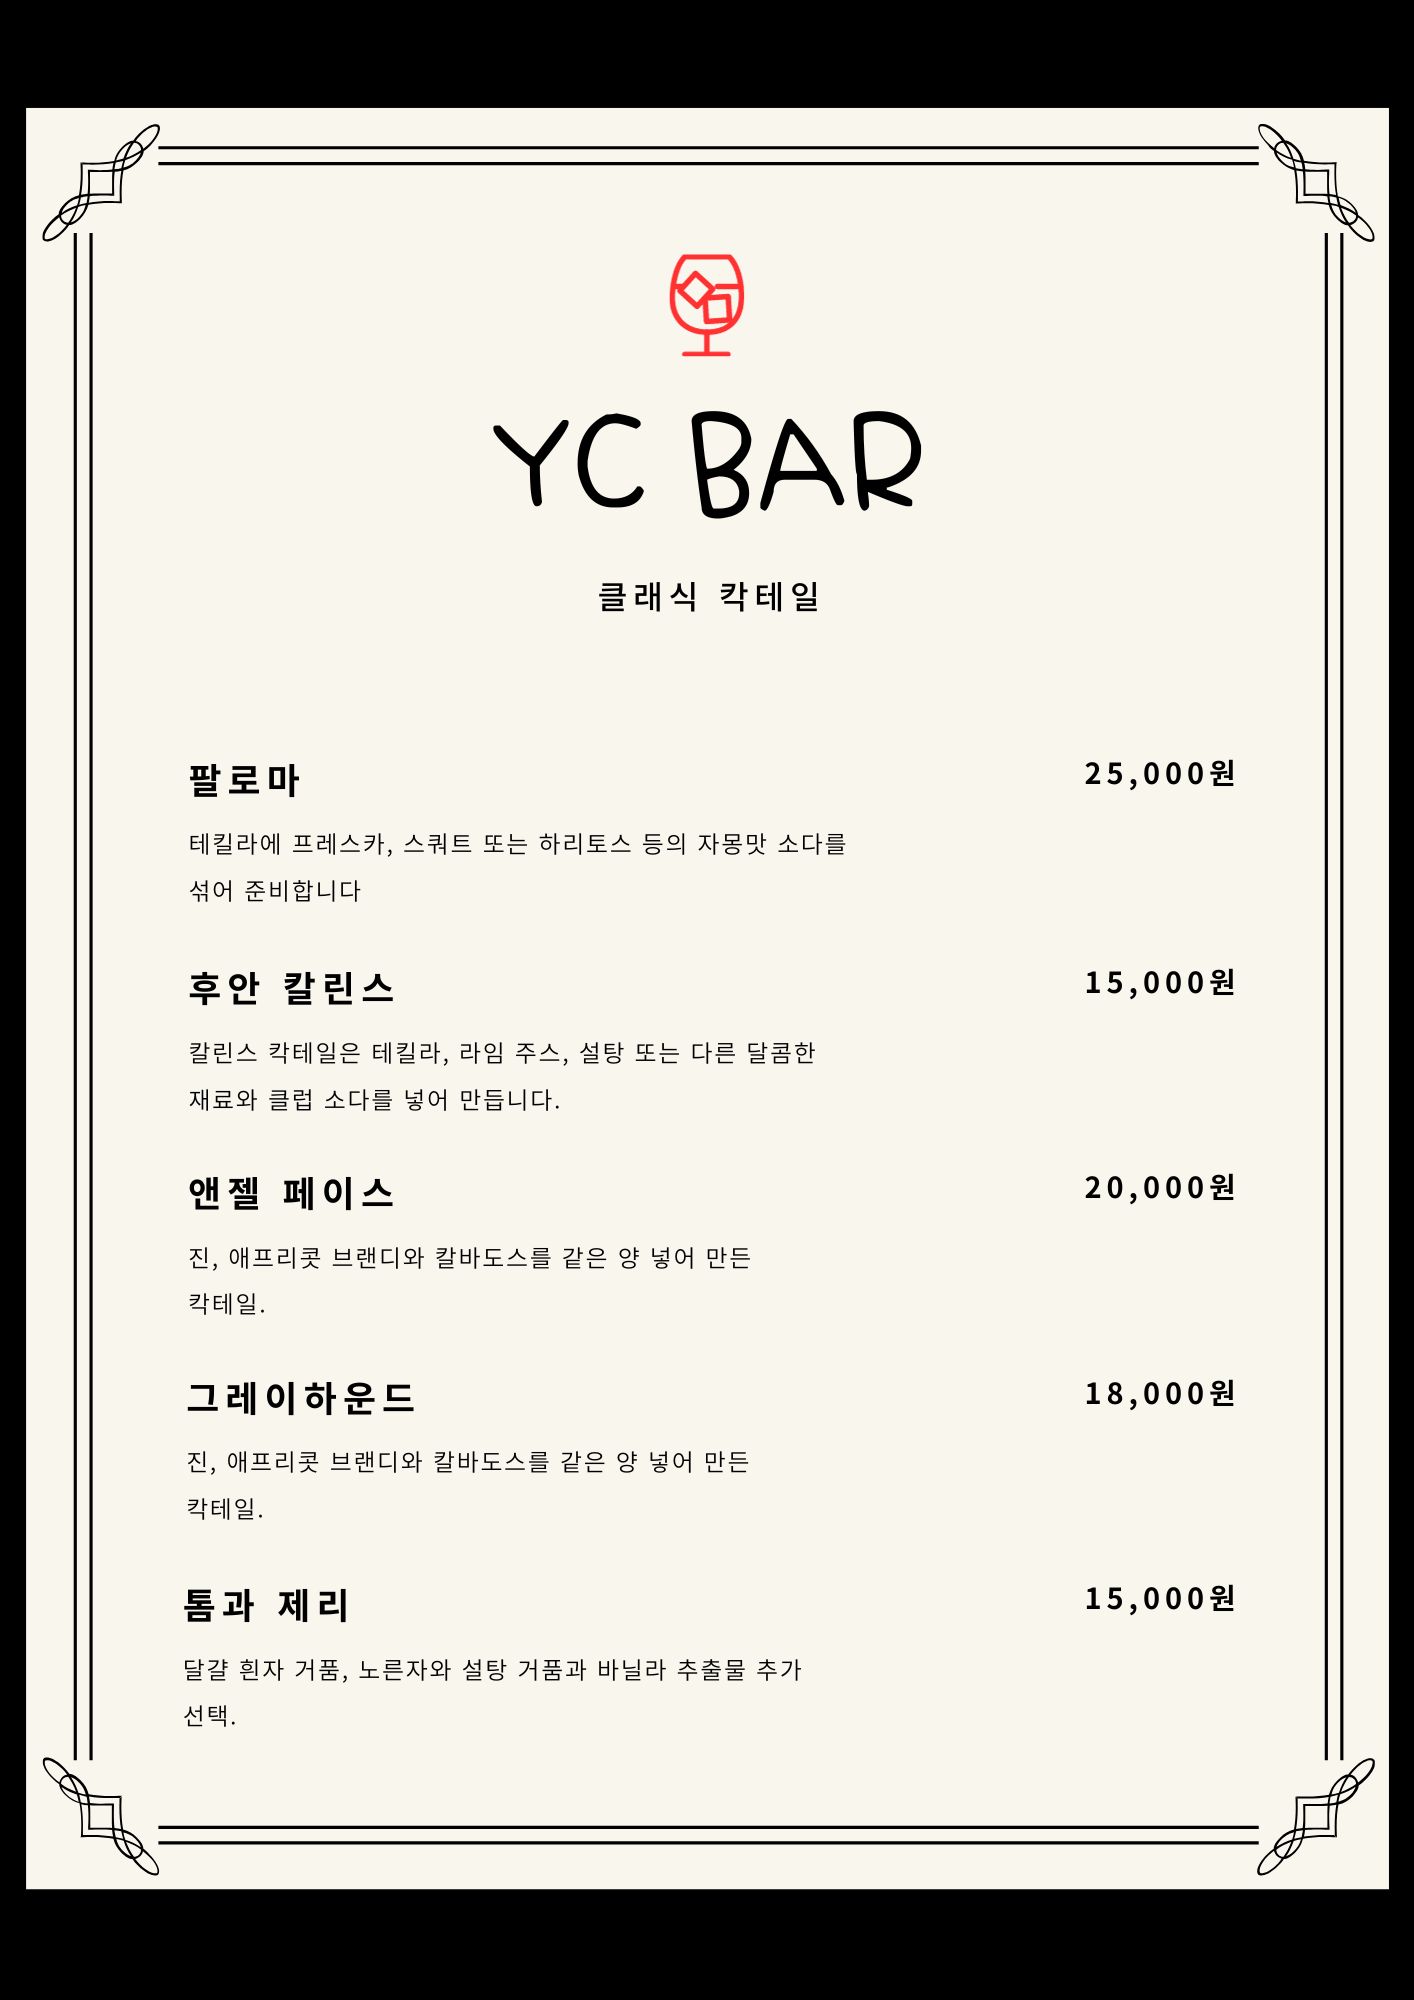 YC BAR
클래식 칵테일
팔로마 25,000원
테킬라에 프레스카, 스쿼트 또는 하리토스 등의 자몽맛 소다를
섞어 준비합니다
후안 칼린스 15,000원
칼린스 칵테일은 테킬라, 라임 주스, 설탕 또는 다른 달콤한
재료와 클럽 소다를 넣어 만듭니다.
앤젤 페이스 20,000원
진, 애프리콧 브랜디와 칼바도스를 같은 양 넣어 만든
칵테일.
그레이하운드 18,000원
진, 애프리콧 브랜디와 칼바도스를 같은 양 넣어 만든
칵테일.
톰과 제리 15,000원
달걀 흰자 거품, 노른자와 설탕 거품과 바닐라 추출물 추가
선택.